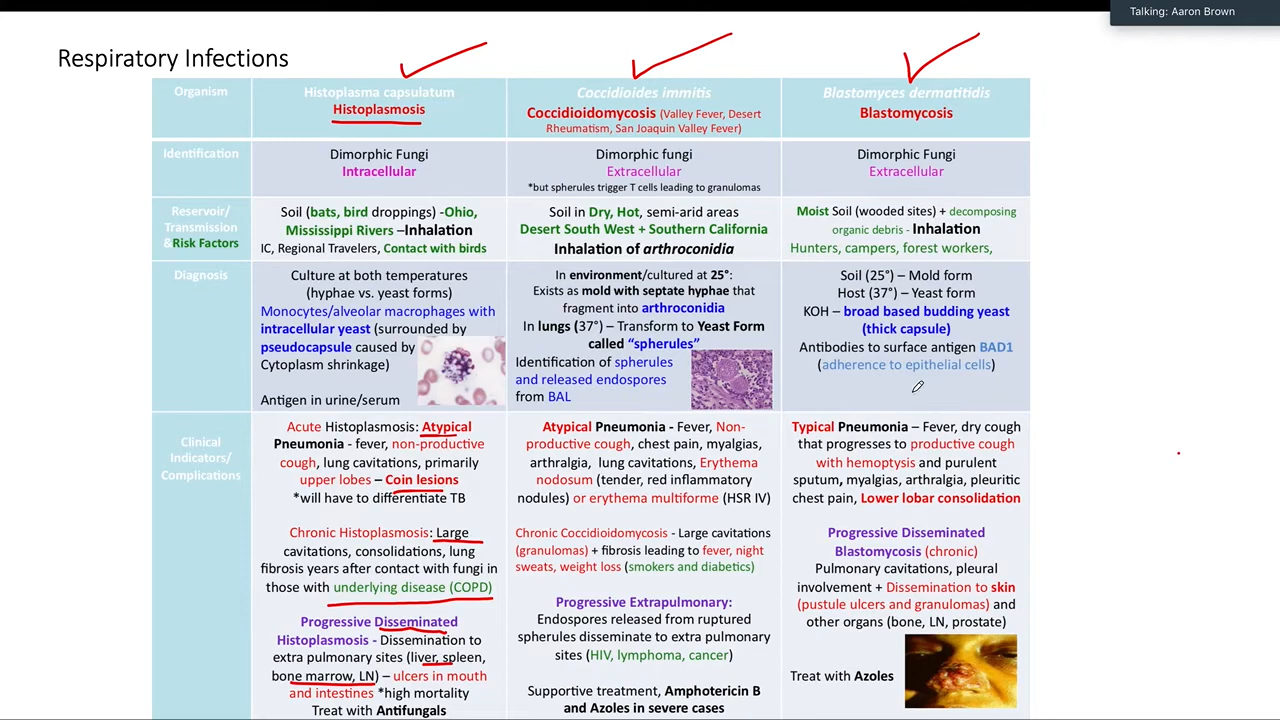 Talking: Aaron Brown
Respiratory Infections
Organism
Histoplasma capsulatum
Histoplasmosis
Coccidioides immitis
Coccidioidomycosis (Valley Fever, Desert
Rheumatism, San Joaquin Valley Fever)
Blastomyces dermatitidis
Blastomycosis
Identification
Dimorphic Fungi
Intracellular
Dimorphic fungi
Extracellular
*but spherules trigger T cells leading to granulomas
Dimorphic Fungi
Extracellular
Reservoir/
Transmission
&Risk Factors
Soil (bats, bird droppings) -Ohio,
Mississippi Rivers –Inhalation
IC, Regional Travelers, Contact with birds
Soil in Dry, Hot, semi-arid areas
Desert South West + Southern California
Inhalation of arthroconidia
Moist Soil (wooded sites) + decomposing
organic debris - Inhalation
Hunters, campers, forest workers,
Diagnosis
Culture at both temperatures
(hyphae vs. yeast forms)
Monocytes/alveolar macrophages with
intracellular yeast (surrounded by
pseudocapsule caused by
Cytoplasm shrinkage)
Antigen in urine/serum
In environment/cultured at 25°:
Exists as mold with septate hyphae that
fragment into arthroconidia
In lungs (37°) – Transform to Yeast Form
called “spherules”
Identification of spherules
and released endospores
from BAL
Soil (25°) – Mold form
Host (37°) – Yeast form
KOH – broad based budding yeast
(thick capsule)
Antibodies to surface antigen BAD1
(adherence to epithelial cells)
Clinical
Indicators/
Complications
Acute Histoplasmosis: Atypical
Pneumonia - fever, non-productive
cough, lung cavitations, primarily
upper lobes – Coin lesions
*will have to differentiate TB
Chronic Histoplasmosis: Large
cavitations, consolidations, lung
fibrosis years after contact with fungi in
those with underlying disease (COPD)
Progressive Disseminated
Histoplasmosis - Dissemination to
extra pulmonary sites (liver, spleen,
bone marrow, LN) – ulcers in mouth
and intestines *high mortality
Treat with Antifungals
Atypical Pneumonia - Fever, Non-
productive cough, chest pain, myalgias,
arthralgia, lung cavitations, Erythema
nodosum (tender, red inflammatory
nodules) or erythema multiforme (HSR IV)
Chronic Coccidioidomycosis - Large cavitations
(granulomas) + fibrosis leading to fever, night
sweats, weight loss (smokers and diabetics)
Progressive Extrapulmonary:
Endospores released from ruptured
spherules disseminate to extra pulmonary
sites (HIV, lymphoma, cancer)
Supportive treatment, Amphotericin B
and Azoles in severe cases
Typical Pneumonia – Fever, dry cough
that progresses to productive cough
with hemoptysis and purulent
sputum, myalgias, arthralgia, pleuritic
chest pain, Lower lobar consolidation
Progressive Disseminated
Blastomycosis (chronic)
Pulmonary cavitations, pleural
involvement + Dissemination to skin
(pustule ulcers and granulomas) and
other organs (bone, LN, prostate)
Treat with Azoles